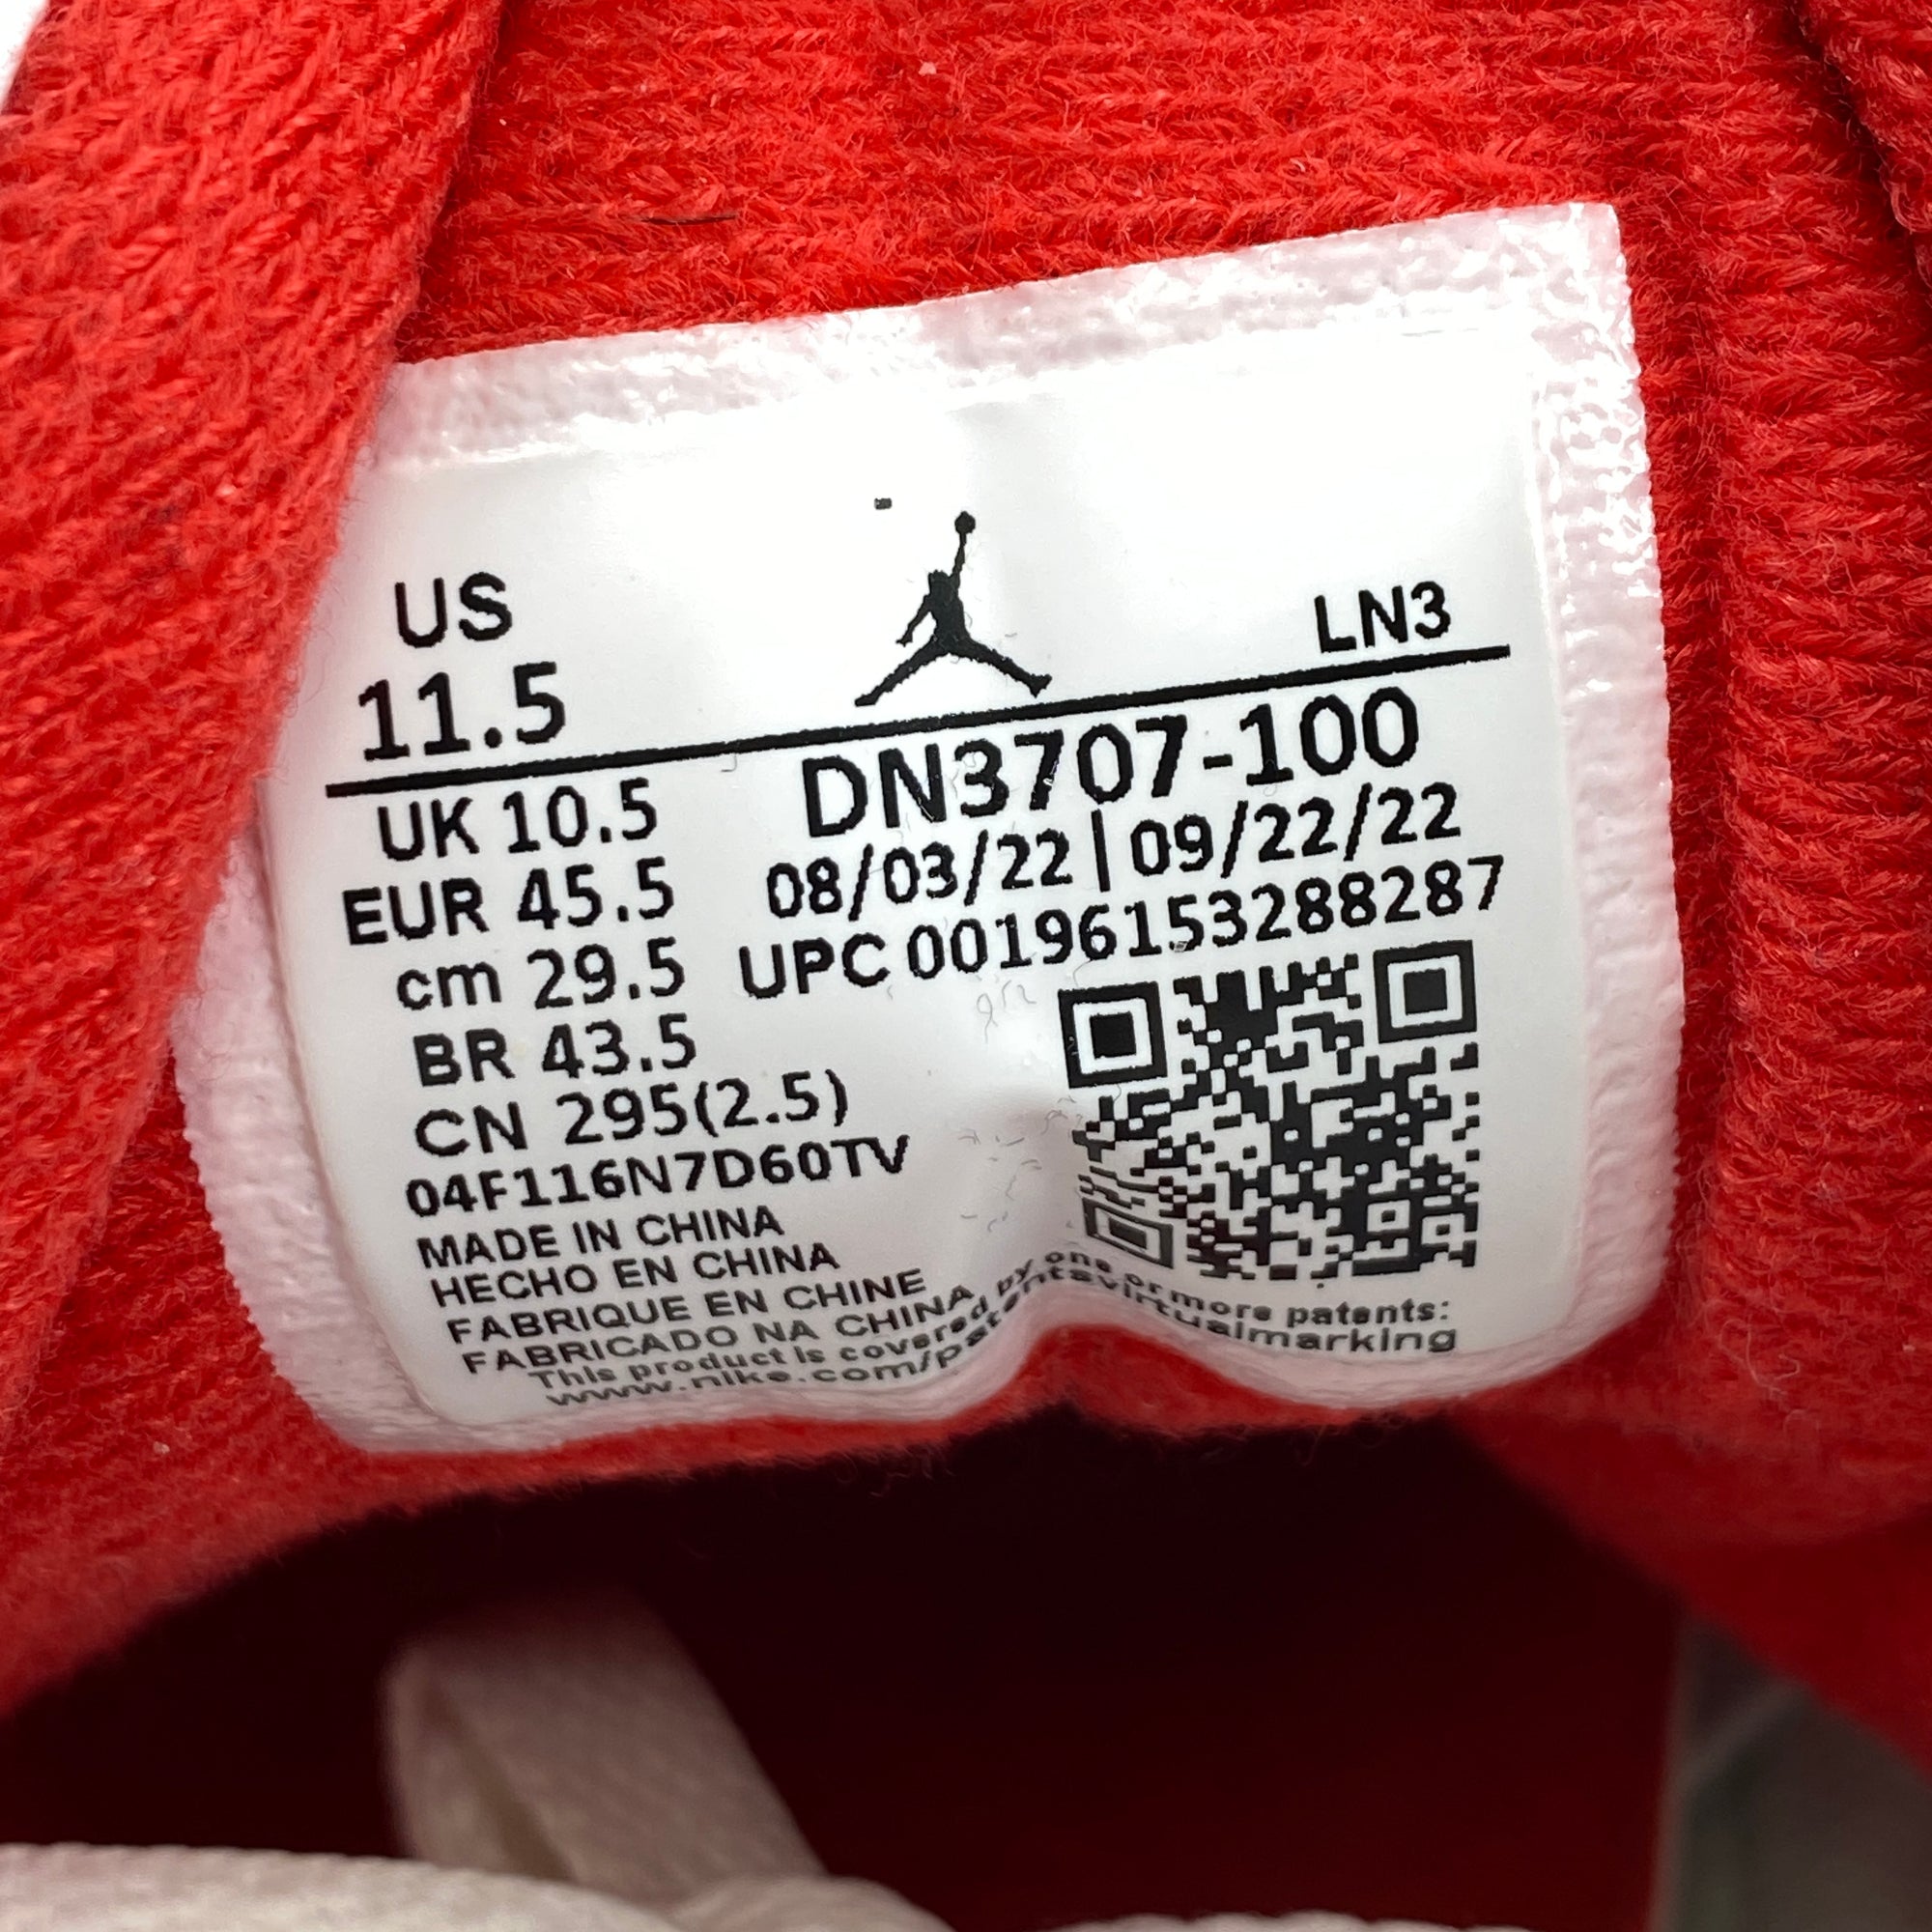 US
11.5
LN3
UK 10.5
EUR 45.5
cm 29.5
BR 43.5
CN 295(2.5)
DN3707-100
08/03/22|09/22/22
UPC 00196153288287
04F116N7D60TV
MADE IN CHINA
HECHO EN CHINA
FABRIQUE EN CHINE
FABRICADO NA CHINA
This product is covered by one or more patents:
www.nike.com/patentsvirtualmarking